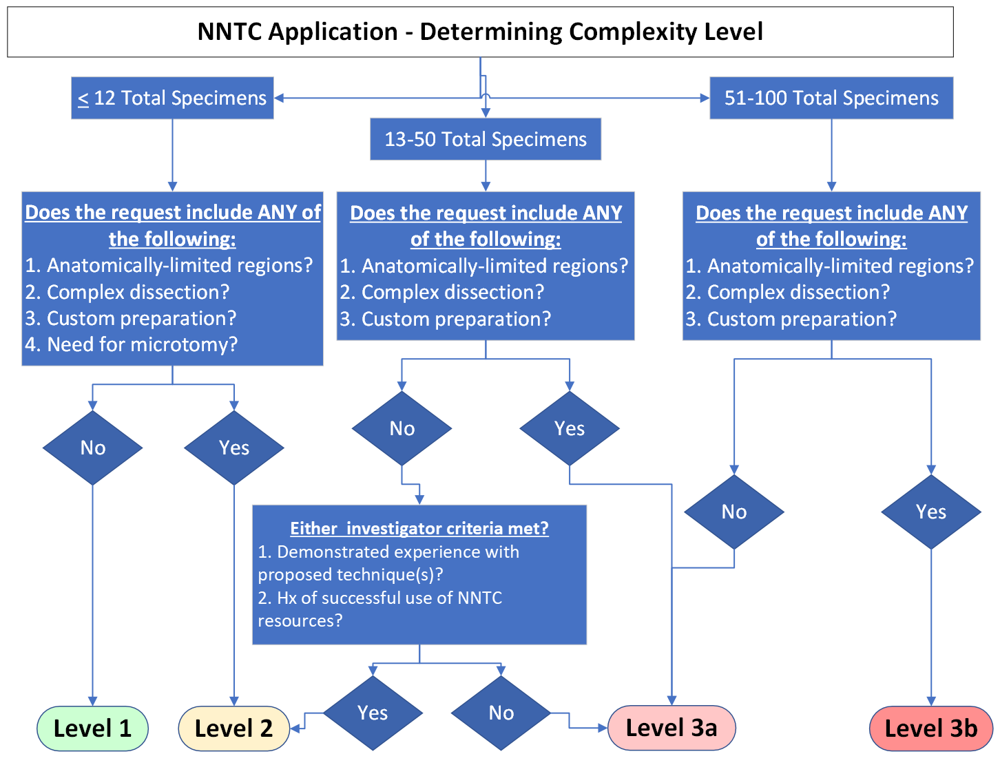 NNTC Application - Determining Complexity Level
≤ 12 Total Specimens
13-50 Total Specimens
51-100 Total Specimens
Does the request include ANY of
the following:
1. Anatomically-limited regions?
2. Complex dissection?
3. Custom preparation?
4. Need for microtomy?
Does the request include ANY
of the following:
1. Anatomically-limited regions?
2. Complex dissection?
3. Custom preparation?
Does the request include ANY
of the following:
1. Anatomically-limited regions?
2. Complex dissection?
3. Custom preparation?
No
Yes
No
Yes
No
Yes
Either investigator criteria met?
1. Demonstrated experience with
proposed technique(s)?
2. Hx of successful use of NNTC
resources?
Yes
No
Level 1
Level 2
Level 3a
Level 3b